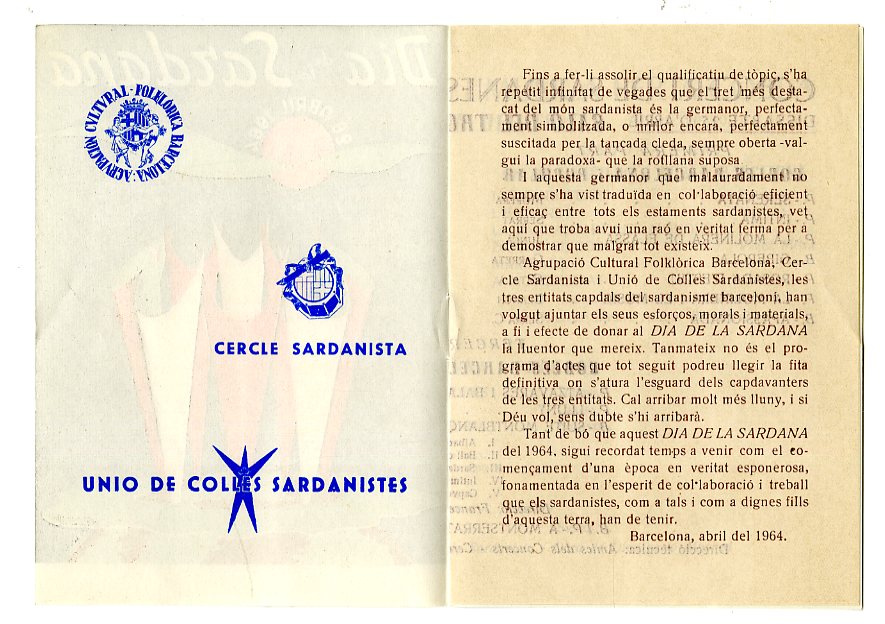 AGRVPACIÓN CVLTVRAL-FOLKLÓRICA BARCELONA:
CERCLE SARDANISTA
UNIO DE COLLES SARDANISTES
Fins a fer-li assolir el qualificatiu de tòpic, s'ha
repetit infinitat de vegades que el tret més desta-
cat del món sardanista és la germanor, perfecta-
ment simbolitzada, o millor encara, perfectament
suscitada per la tancada cleda, sempre oberta -val-
gui la paradoxa- que la rotllana suposa
I aquesta germanor que malauradament no
sempre s'ha vist traduïda en col·laboració eficient
i eficaç entre tots els estaments sardanistes, vet
aquí que troba avui una raó en veritat ferma per a
demostrar que malgrat tot existeix.
Agrupació Cultural Folklòrica Barcelona, Cer-
cle Sardanista i Unió de Colles Sardanistes, les
tres entitats capdals del sardanisme barceloní, han
volgut ajuntar els seus esforços, morals i materials,
a fi i efecte de donar al DIA DE LA SARDANA
la lluentor que mereix. Tanmateix no és el pro-
grama d'actes que tot seguit podreu llegir la fita
definitiva on s'atura l'esguard dels capdavanters
de les tres entitats. Cal arribar molt més lluny, i si
Déu vol, sens dubte s'hi arribarà.
Tant de bó que aquest DIA DE LA SARDANA
del 1964, sigui recordat temps a venir com el co-
mençament d'una època en veritat esponerosa,
fonamentada en l'esperit de col·laboració i treball
que els sardanistes, com a tals i com a dignes fills
d'aquesta terra, han de tenir.
Barcelona, abril del 1964.